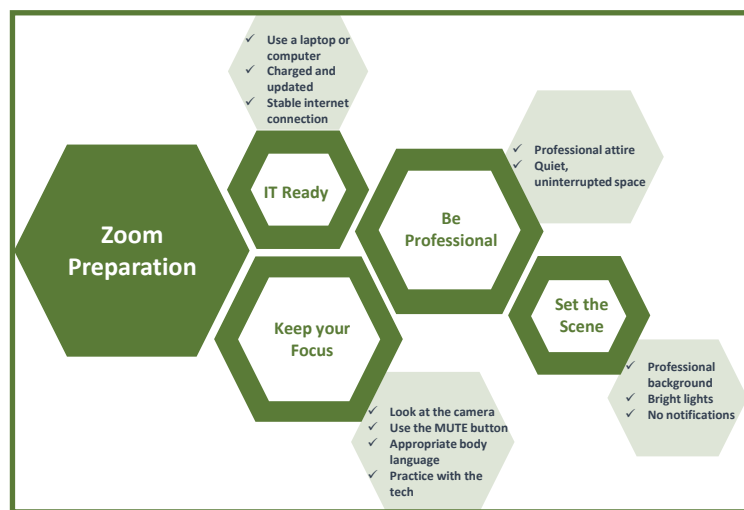 Zoom
Preparation
✓ Use a laptop or
computer
✓ Charged and
updated
✓ Stable internet
connection
IT Ready
Be
Professional
✓ Professional attire
✓ Quiet,
uninterrupted space
Keep your
Focus
✓ Look at the camera
✓ Use the MUTE button
✓ Appropriate body
language
✓ Practice with the
tech
Set the
Scene
✓ Professional
background
✓ Bright lights
✓ No notifications